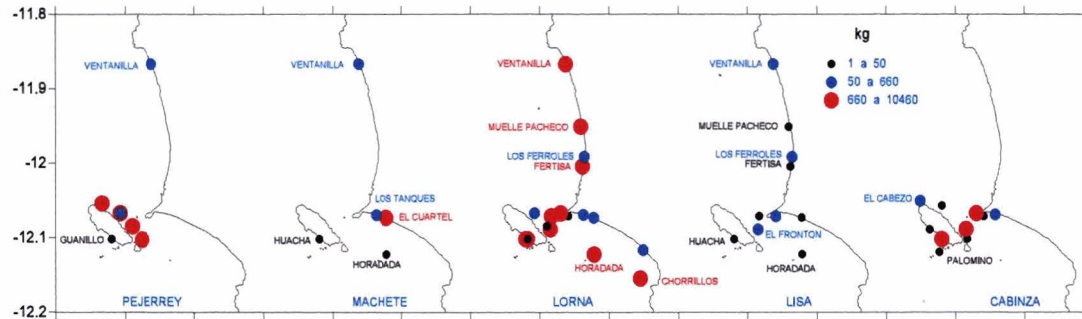 -11.8
kg
1 a 50
50 a 660
660 a 10460
VENTANILLA
VENTANILLA
VENTANILLA
VENTANILLA
-11.9
MUELLE PACHECO
MUELLE PACHECO
LOS FERROLES
LOS FERROLES
-12
FERTISA
FERTISA
LOS TANQUES
EL CABEZO
EL CUARTEL
-12.1
GUANILLO
HUACHA
HUACHA
EL FRONTON
HORADADA
HORADADA
HORADADA
PALOMINO
CHORRILLOS
PEJERREY
MACHETE
LORNA
LISA
CABINZA
-12.2